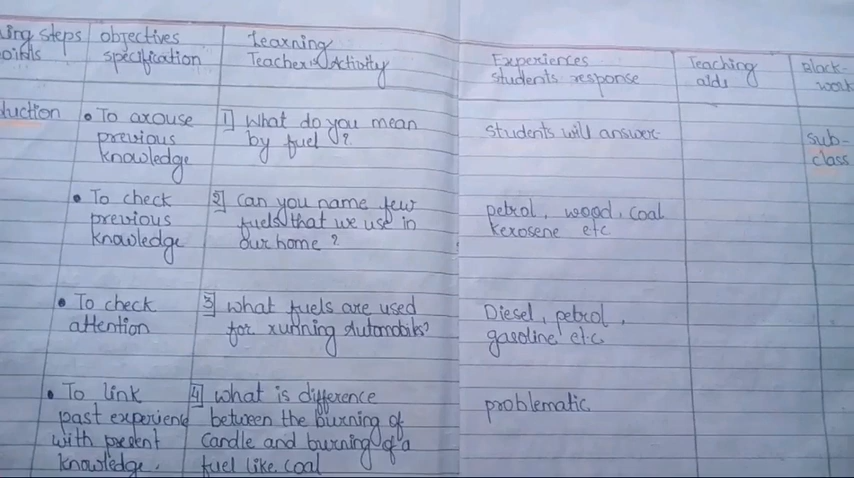 ing steps objectives Learning
points specification Teacher's Activity
Experiences Teaching Black-
students response aids work
duction • To arouse 1] What do you mean
previous by fuel ?
knowledge
students will answer
sub-
class
• To check 2] can you name few
previous fuels that we use in
knowledge our home ?
petrol, wood, coal
kerosene etc
• To check 3] what fuels are used
attention for running Automobils?
Diesel, petrol,
gasoline etc
• To link 4] what is difference
past experience between the burning of
with present candle and burning of a
knowledge. fuel like coal
problematic